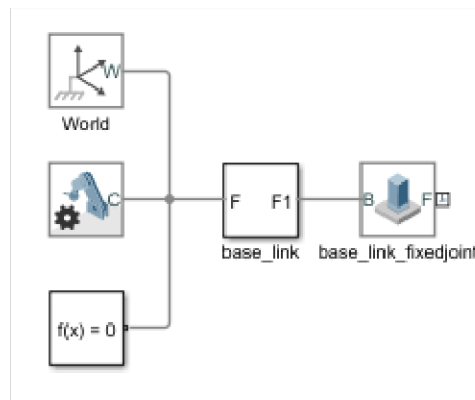 W
World
C
F F1
base_link
B F
base_link_fixedjoint
f(x) = 0